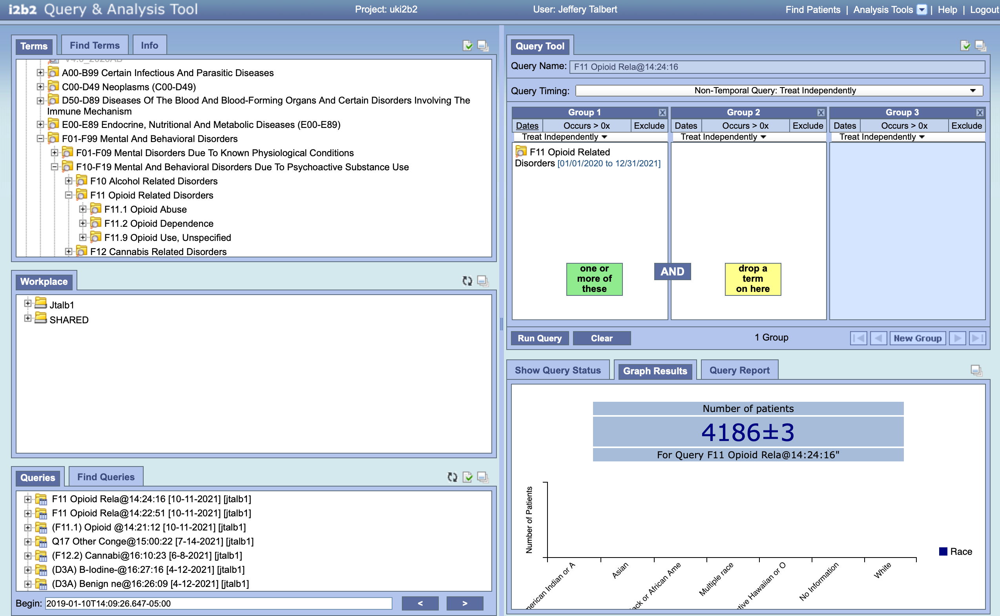 i2b2 Query & Analysis Tool
Project: uki2b2
User: Jeffery Talbert
Find Patients | Analysis Tools | Help | Logout
Terms
Find Terms
Info
A00-B99 Certain Infectious And Parasitic Diseases
C00-D49 Neoplasms (C00-D49)
D50-D89 Diseases Of The Blood And Blood-Forming Organs And Certain Disorders Involving The
Immune Mechanism
E00-E89 Endocrine, Nutritional And Metabolic Diseases (E00-E89)
F01-F99 Mental And Behavioral Disorders
F01-F09 Mental Disorders Due To Known Physiological Conditions
F10-F19 Mental And Behavioral Disorders Due To Psychoactive Substance Use
F10 Alcohol Related Disorders
F11 Opioid Related Disorders
F11.1 Opioid Abuse
F11.2 Opioid Dependence
F11.9 Opioid Use, Unspecified
F12 Cannabis Related Disorders
Workplace
Jtalb1
SHARED
Queries
Find Queries
F11 Opioid Rela@14:24:16 [10-11-2021] [jtalb1]
F11 Opioid Rela@14:22:51 [10-11-2021] [jtalb1]
(F11.1) Opioid @14:21:12 [10-11-2021] [jtalb1]
Q17 Other Conge@15:00:22 [7-14-2021] [jtalb1]
(F12.2) Cannabi@16:10:23 [6-8-2021] [jtalb1]
(D3A) B-Iodine-@16:27:16 [4-12-2021] [jtalb1]
(D3A) Benign ne@16:26:09 [4-12-2021] [jtalb1]
Begin: 2019-01-10T14:09:26.647-05:00
<
>
Query Tool
Query Name: F11 Opioid Rela@14:24:16
Query Timing: Non-Temporal Query: Treat Independently
Group 1 X
Dates Occurs > 0x Exclude
Treat Independently
F11 Opioid Related
Disorders [01/01/2020 to 12/31/2021]
one or
more of
these
AND
Group 2 X
Dates Occurs > 0x Exclude
Treat Independently
drop a
term
on here
Group 3 X
Dates Occurs > 0x Exclude
Treat Independently
Run Query
Clear
1 Group
New Group
Show Query Status
Graph Results
Query Report
Number of patients
4186±3
For Query F11 Opioid Rela@14:24:16"
Number of Patients
nerican Indian or A
Asian
ack or African Ame
Multiple race
tive Hawaiian or O
No Information
White
Race